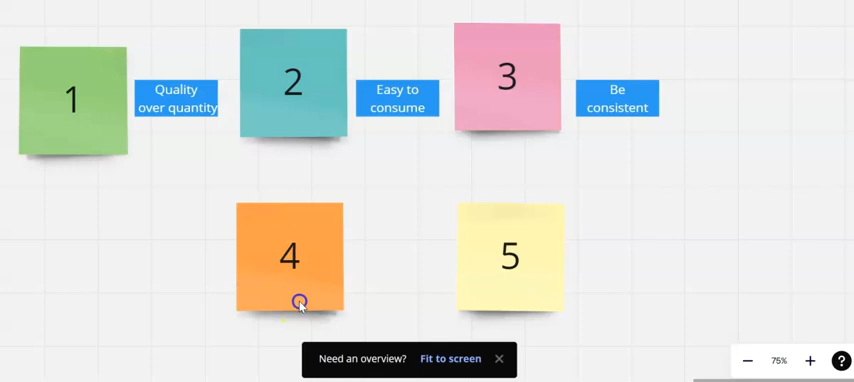 1
Quality
over quantity
2
Easy to
consume
3
Be
consistent
4
5
Need an overview? Fit to screen
75%
?